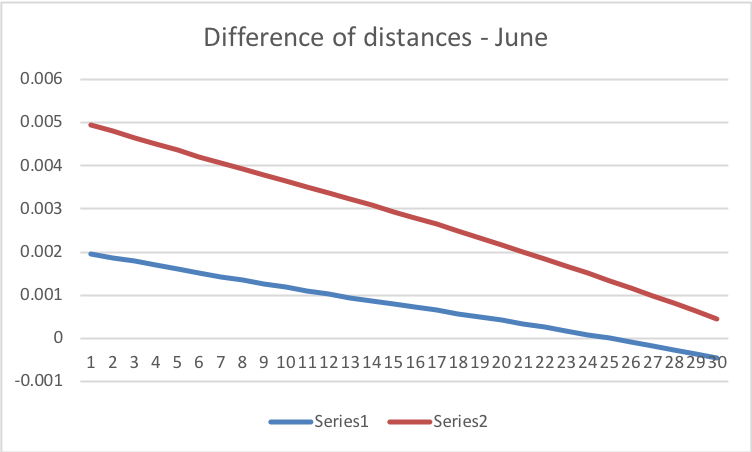 Difference of distances - June
0.006
0.005
0.004
0.003
0.002
0.001
0
-0.001
1 2 3 4 5 6 7 8 9 10 11 12 13 14 15 16 17 18 19 20 21 22 23 24 25 26 27 28 29 30
Series1 Series2